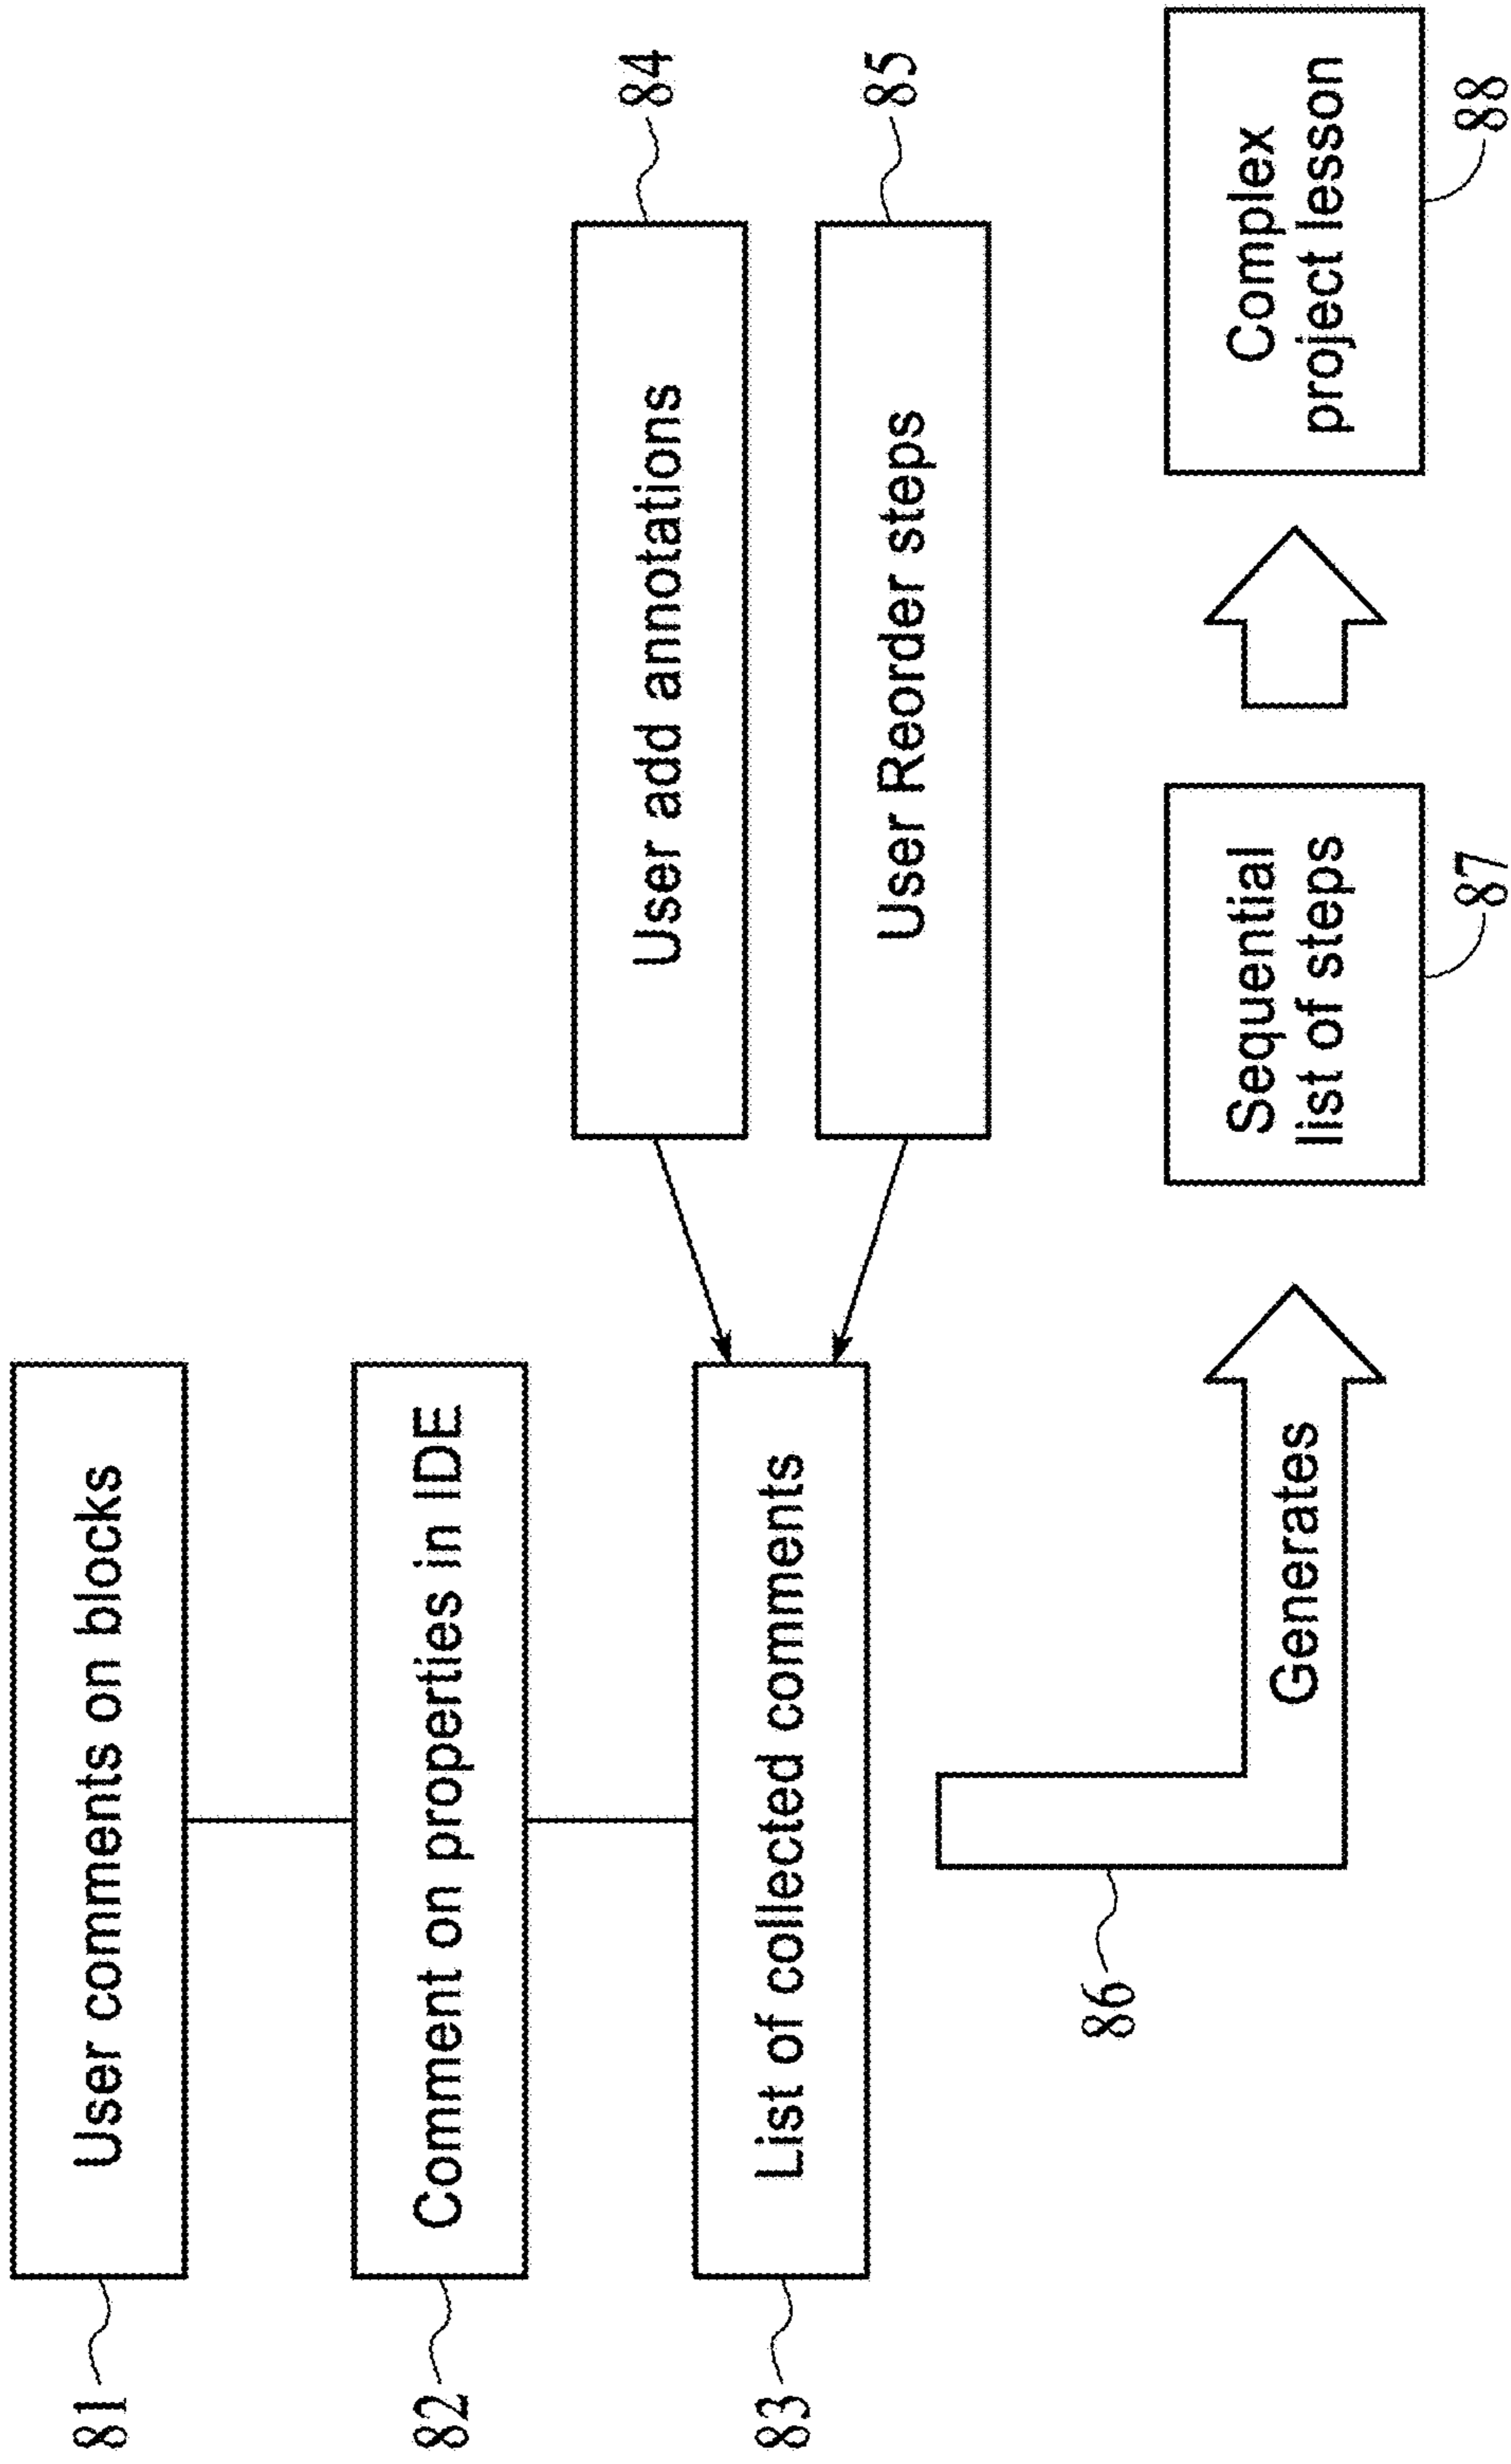 81
User comments on blocks
82
Comment on properties in IDE
83
List of collected comments
User add annotations
84
User Reorder steps
85
86
Generates
Sequential
list of steps
87
Complex
project lesson
88